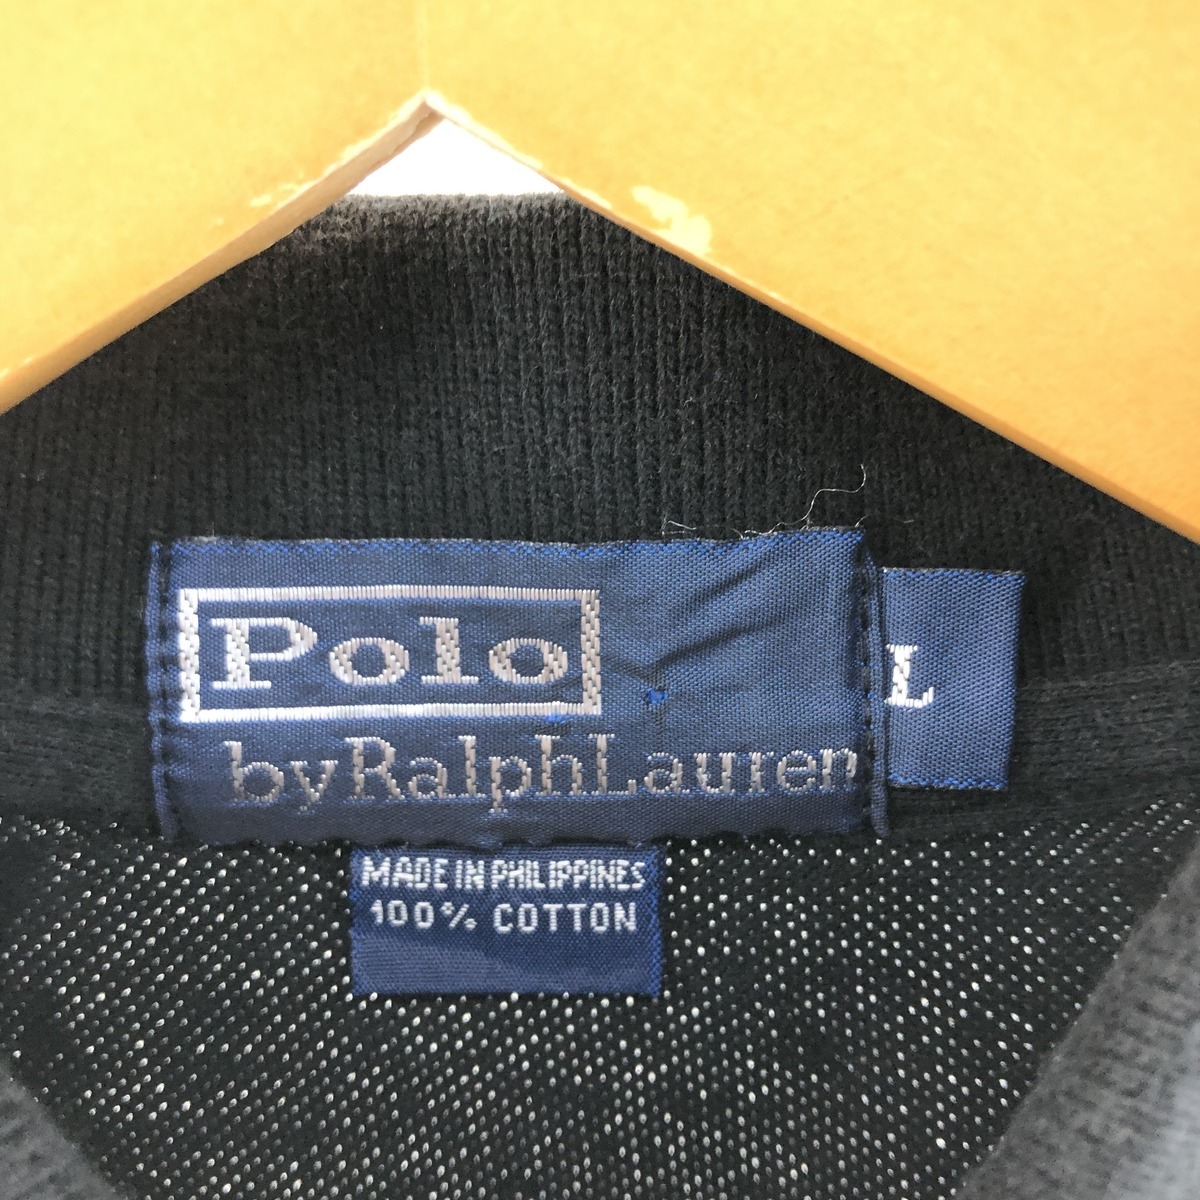 Polo
by Ralph Lauren
L
MADE IN PHILIPPINES
100% COTTON